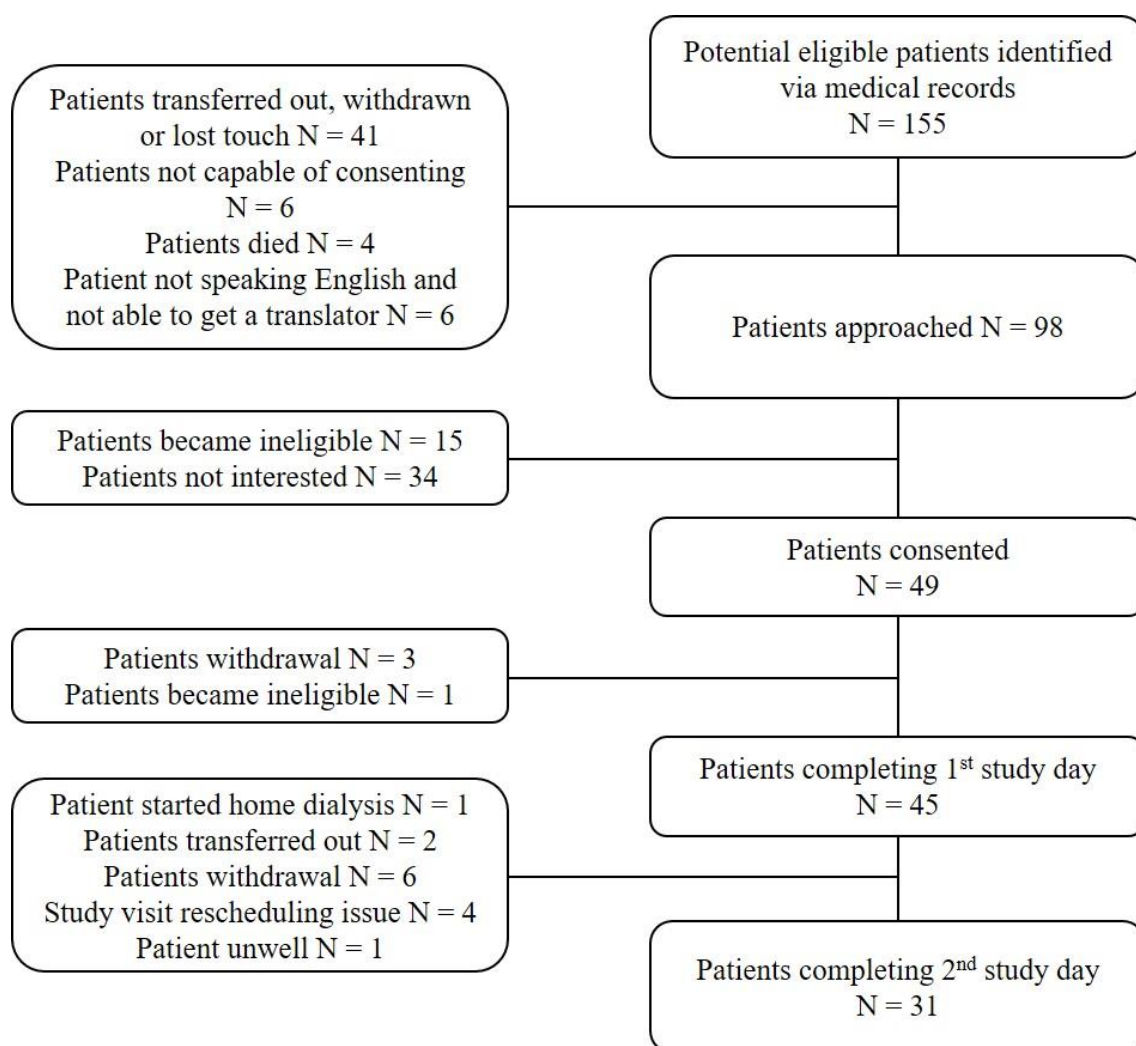 Potential eligible patients identified
via medical records
N = 155
Patients transferred out, withdrawn
or lost touch N = 41
Patients not capable of consenting
N = 6
Patients died N = 4
Patient not speaking English and
not able to get a translator N = 6
Patients approached N = 98
Patients became ineligible N = 15
Patients not interested N = 34
Patients consented
N = 49
Patients withdrawal N = 3
Patients became ineligible N = 1
Patients completing 1st study day
N = 45
Patient started home dialysis N = 1
Patients transferred out N = 2
Patients withdrawal N = 6
Study visit rescheduling issue N = 4
Patient unwell N = 1
Patients completing 2nd study day
N = 31